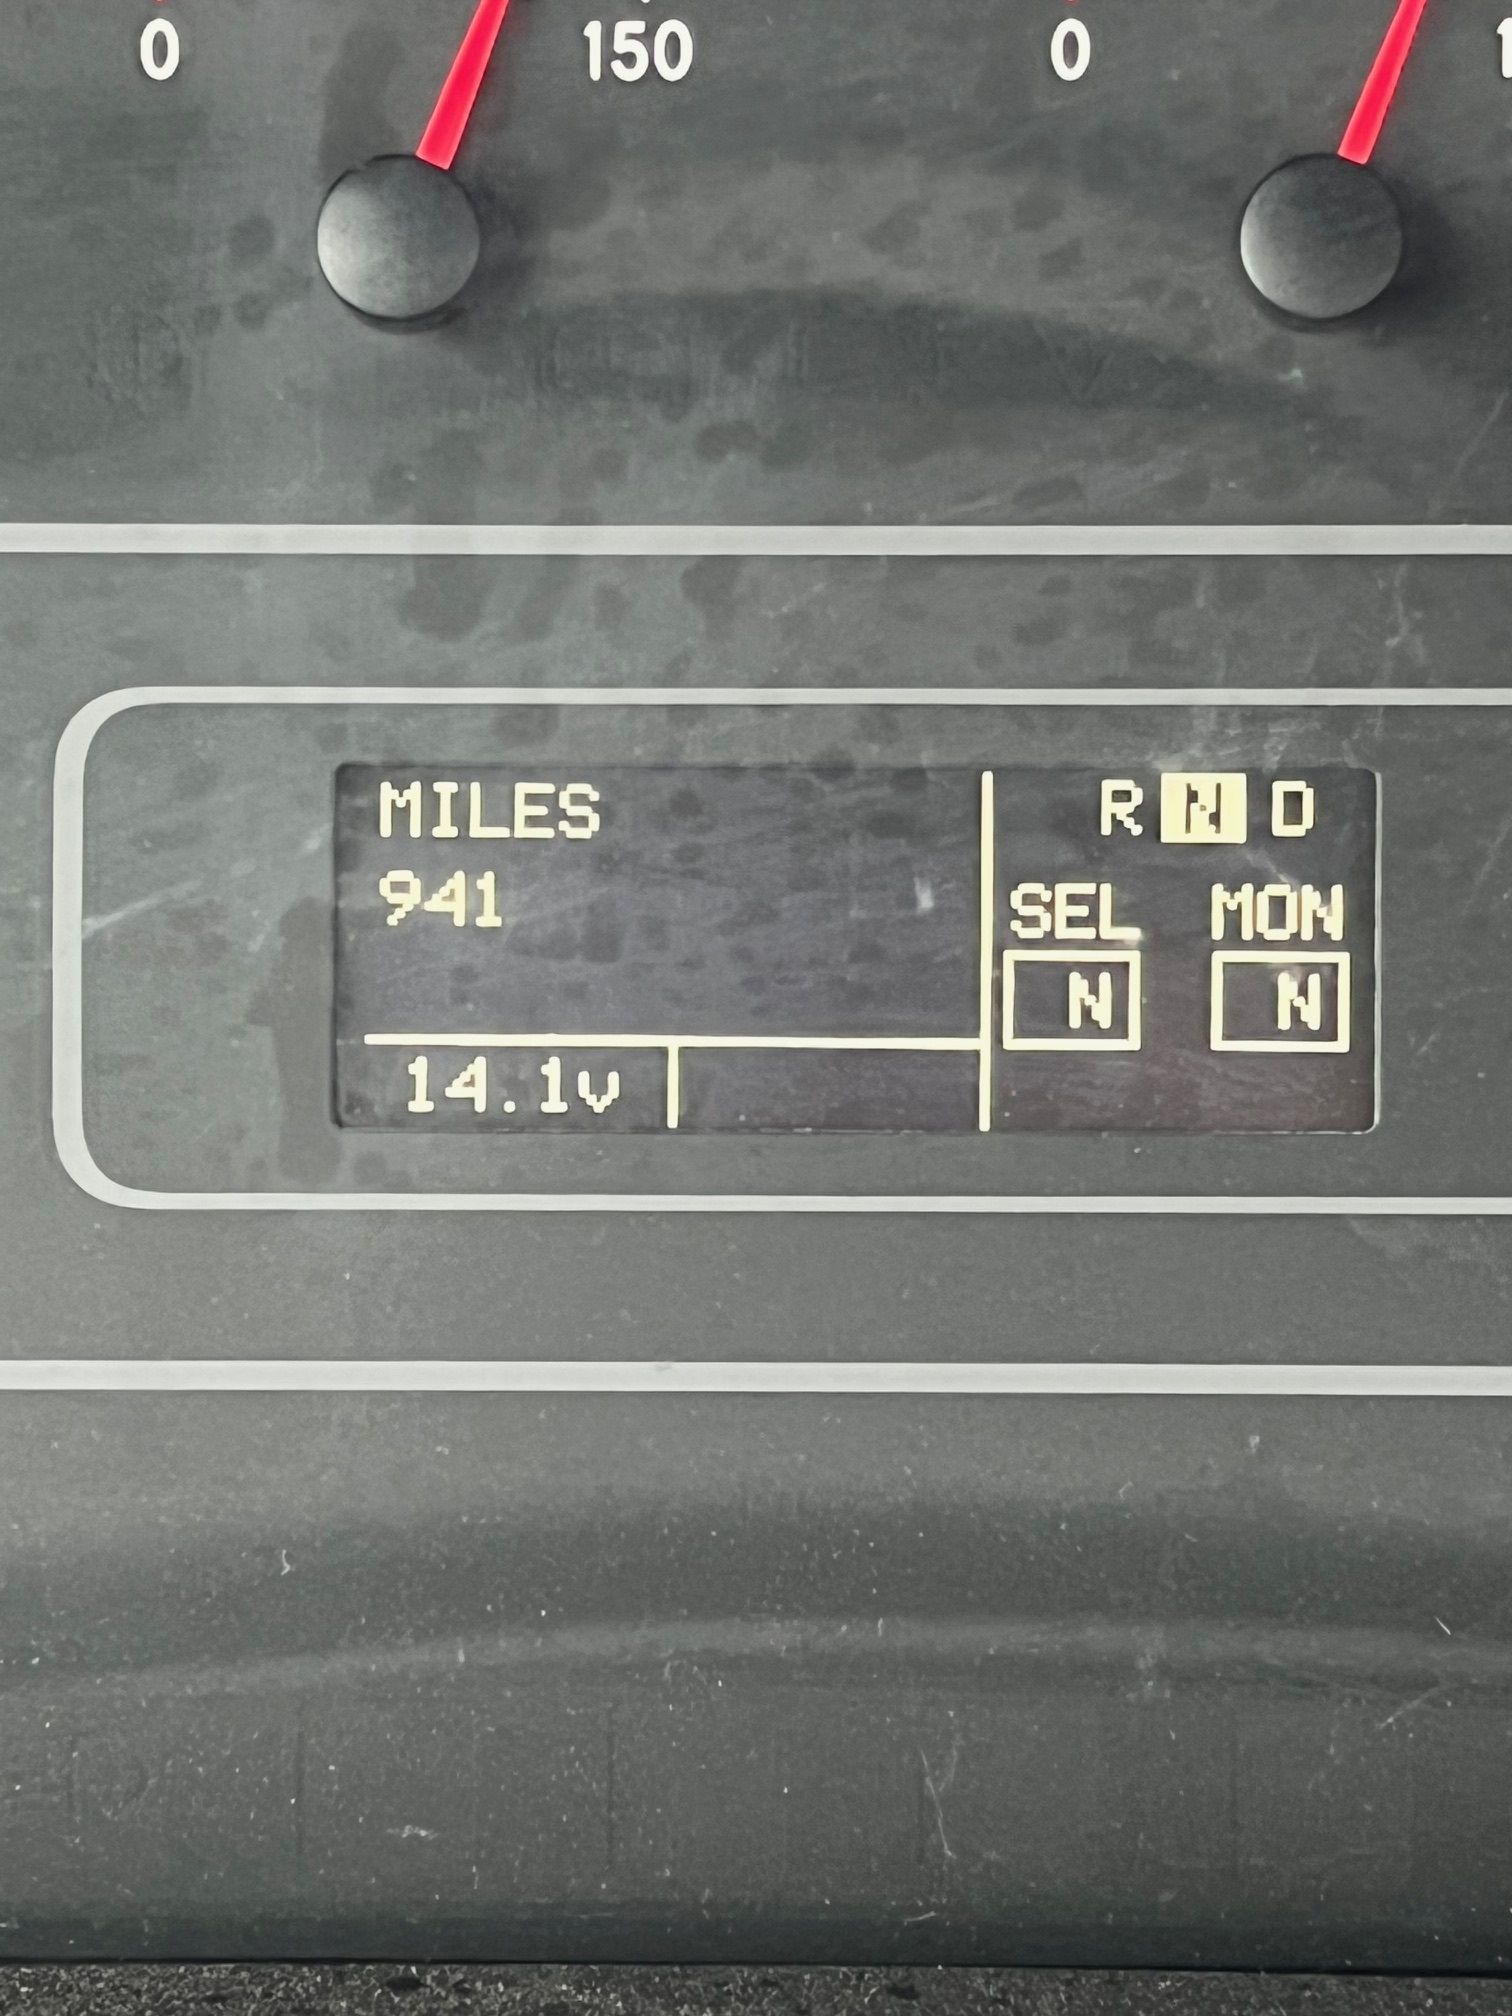 0 150 0
MILES
941
14.1v
R N D
SEL MON
N N